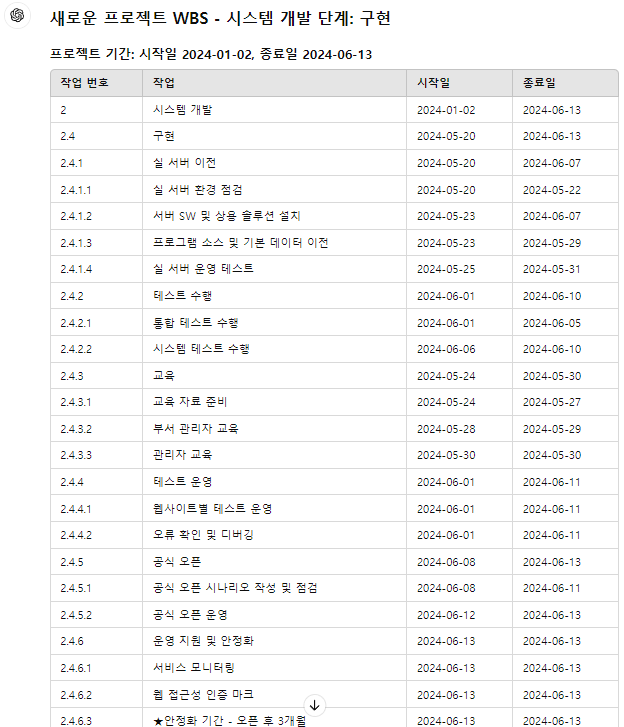 새로운 프로젝트 WBS - 시스템 개발 단계: 구현
프로젝트 기간: 시작일 2024-01-02, 종료일 2024-06-13
작업 번호 작업 시작일 종료일
2 시스템 개발 2024-01-02 2024-06-13
2.4 구현 2024-05-20 2024-06-13
2.4.1 실 서버 이전 2024-05-20 2024-06-07
2.4.1.1 실 서버 환경 점검 2024-05-20 2024-05-22
2.4.1.2 서버 SW 및 상용 솔루션 설치 2024-05-23 2024-06-07
2.4.1.3 프로그램 소스 및 기본 데이터 이전 2024-05-23 2024-05-29
2.4.1.4 실 서버 운영 테스트 2024-05-25 2024-05-31
2.4.2 테스트 수행 2024-06-01 2024-06-10
2.4.2.1 통합 테스트 수행 2024-06-01 2024-06-05
2.4.2.2 시스템 테스트 수행 2024-06-06 2024-06-10
2.4.3 교육 2024-05-24 2024-05-30
2.4.3.1 교육 자료 준비 2024-05-24 2024-05-27
2.4.3.2 부서 관리자 교육 2024-05-28 2024-05-29
2.4.3.3 관리자 교육 2024-05-30 2024-05-30
2.4.4 테스트 운영 2024-06-01 2024-06-11
2.4.4.1 웹사이트별 테스트 운영 2024-06-01 2024-06-11
2.4.4.2 오류 확인 및 디버깅 2024-06-01 2024-06-11
2.4.5 공식 오픈 2024-06-08 2024-06-13
2.4.5.1 공식 오픈 시나리오 작성 및 점검 2024-06-08 2024-06-11
2.4.5.2 공식 오픈 운영 2024-06-12 2024-06-13
2.4.6 운영 지원 및 안정화 2024-06-13 2024-06-13
2.4.6.1 서비스 모니터링 2024-06-13 2024-06-13
2.4.6.2 웹 접근성 인증 마크 2024-06-13 2024-06-13
2.4.6.3 ★안정화 기간 - 오픈 후 3개월 2024-06-13 2024-06-13